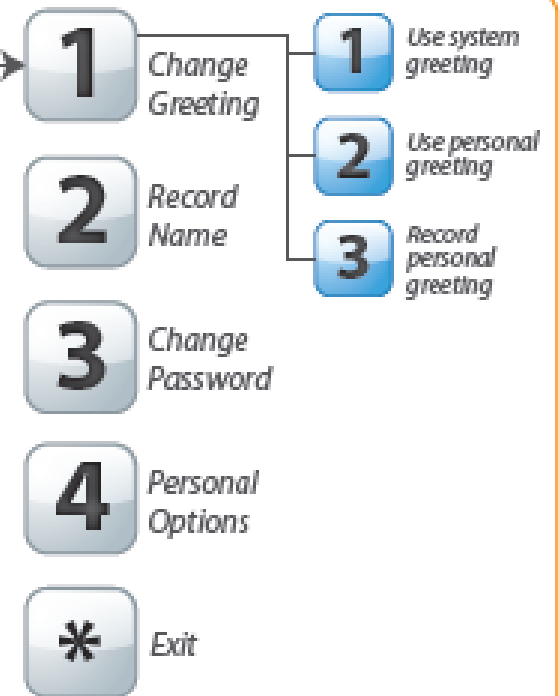 1
Change
Greeting
1
Use system
greeting
2
Use personal
greeting
3
Record
personal
greeting
2
Record
Name
3
Change
Password
4
Personal
Options
*
Exit